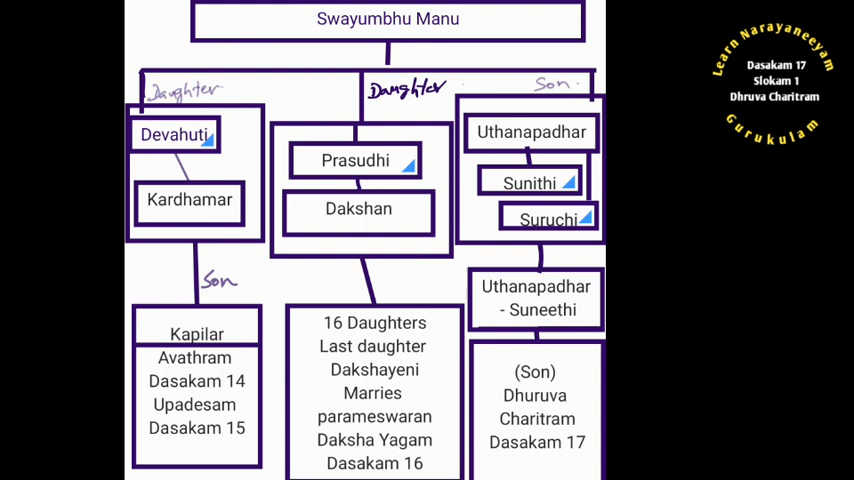 Swayumbhu Manu
Daughter
Devahuti
Kardhamar
Son
Kapilar
Avathram
Dasakam 14
Upadesam
Dasakam 15
Daughter
Prasudhi
Dakshan
16 Daughters
Last daughter
Dakshayeni
Marries
parameswaran
Daksha Yagam
Dasakam 16
Son
Uthanapadhar
Sunithi
Suruchi
Uthanapadhar
- Suneethi
(Son)
Dhuruva
Charitram
Dasakam 17
Learn Narayaneeyam
Dasakam 17
Slokam 1
Dhruva Charitram
Gurukulam